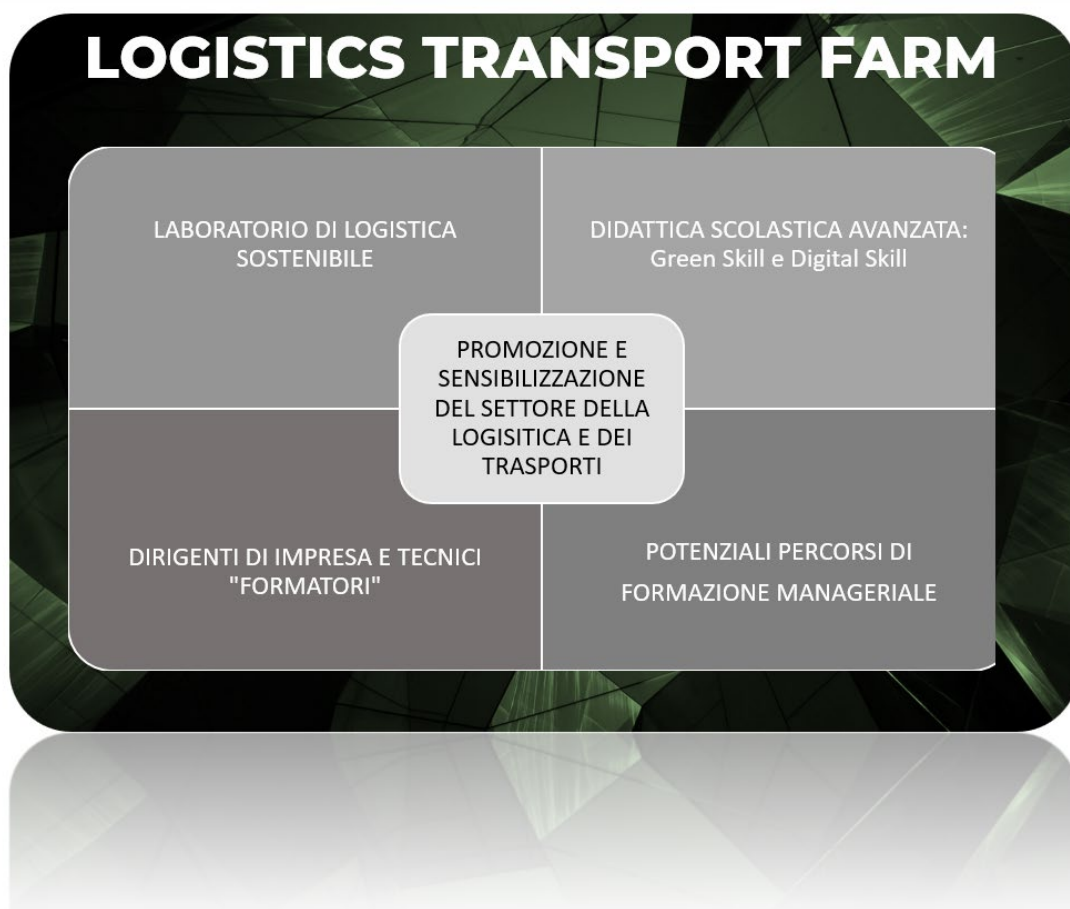 LOGISTICS TRANSPORT FARM
LABORATORIO DI LOGISTICA
SOSTENIBILE
DIDATTICA SCOLASTICA AVANZATA:
Green Skill e Digital Skill
PROMOZIONE E
SENSIBILIZZAZIONE
DEL SETTORE DELLA
LOGISITICA E DEI
TRASPORTI
DIRIGENTI DI IMPRESA E TECNICI
"FORMATORI"
POTENZIALI PERCORSI DI
FORMAZIONE MANAGERIALE